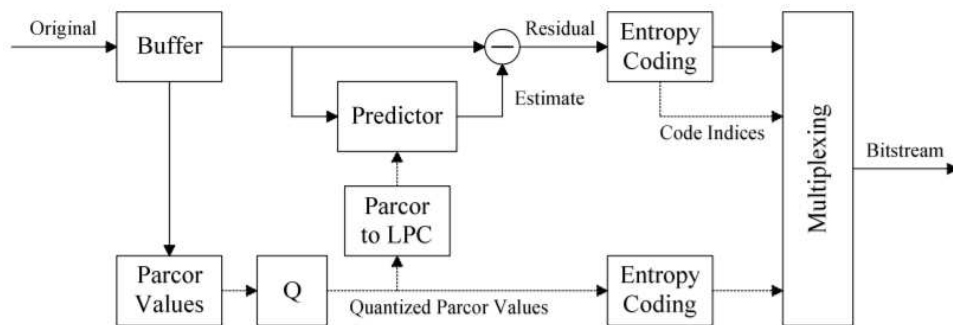 Original
Buffer
Residual
Entropy
Coding
Estimate
Predictor
Code Indices
Multiplexing
Bitstream
Parcor
to LPC
Parcor
Values
Q
Quantized Parcor Values
Entropy
Coding